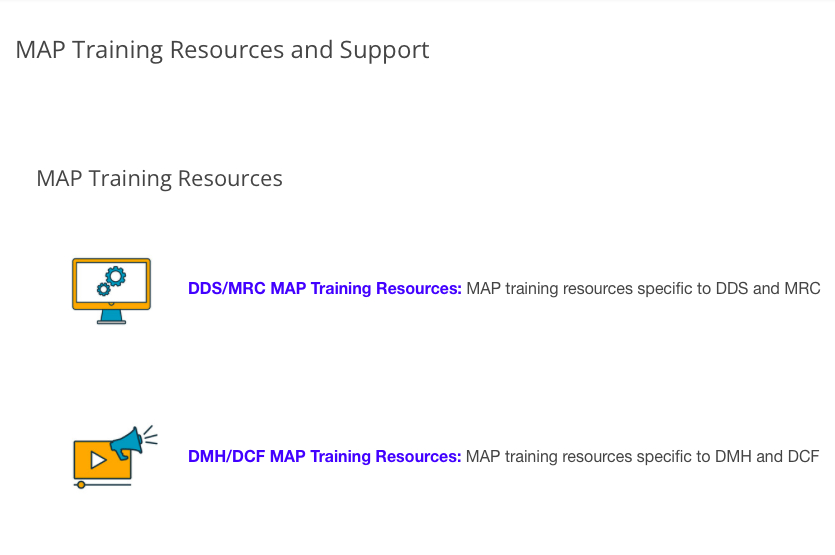 MAP Training Resources and Support
MAP Training Resources
DDS/MRC MAP Training Resources: MAP training resources specific to DDS and MRC
DMH/DCF MAP Training Resources: MAP training resources specific to DMH and DCF